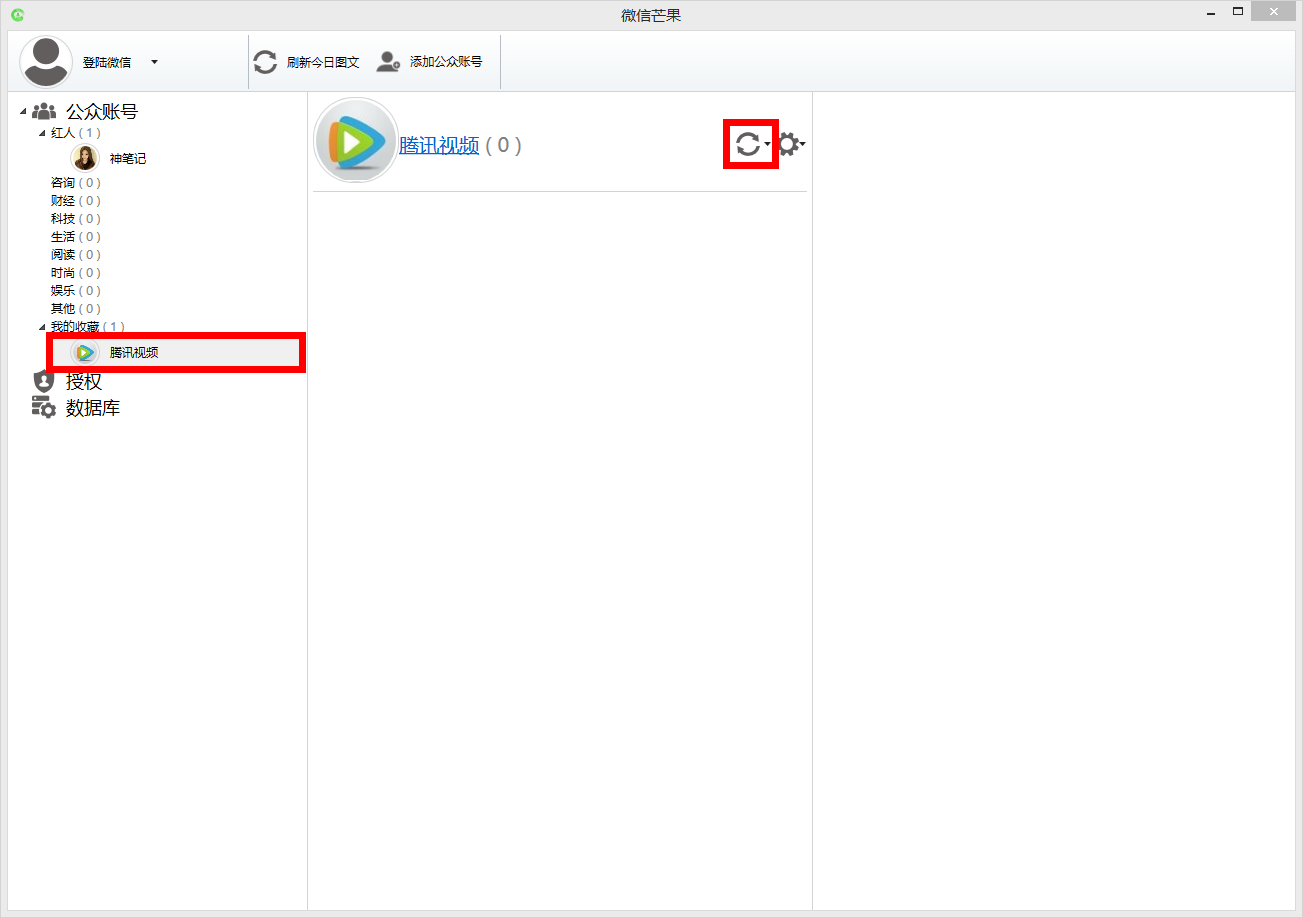 微信芒果
登陆微信
刷新今日图文
添加公众账号
公众账号
红人 ( 1 )
神笔记
咨询 ( 0 )
财经 ( 0 )
科技 ( 0 )
生活 ( 0 )
阅读 ( 0 )
时尚 ( 0 )
娱乐 ( 0 )
其他 ( 0 )
我的收藏 ( 1 )
腾讯视频
授权
数据库
腾讯视频 ( 0 )